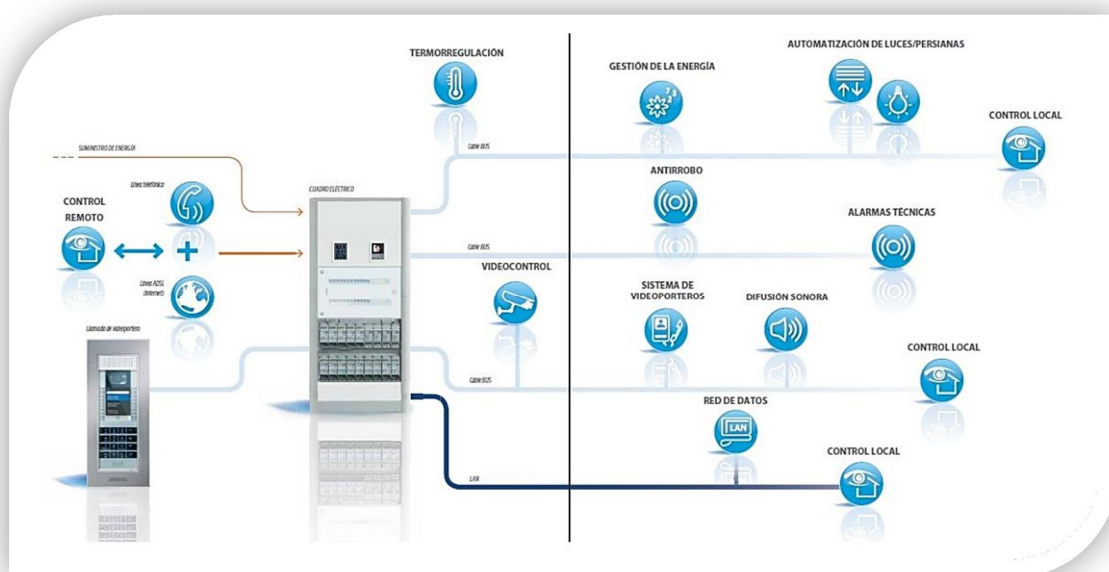 TERMORREGULACIÓN
GESTIÓN DE LA ENERGÍA
AUTOMATIZACIÓN DE LUCES/PERSIANAS
CONTROL LOCAL
SUMINISTRO DE ENERGÍA
Cable BUS
Línea telefónica
CUADRO ELÉCTRICO
ANTIRROBO
CONTROL
REMOTO
ALARMAS TÉCNICAS
Cable BUS
VIDEOCONTROL
Línea ADSL
(Internet)
SISTEMA DE
VIDEOPORTEROS
DIFUSIÓN SONORA
Llamada de videoportero
CONTROL LOCAL
Cable BUS
RED DE DATOS
LAN
CONTROL LOCAL
LAN